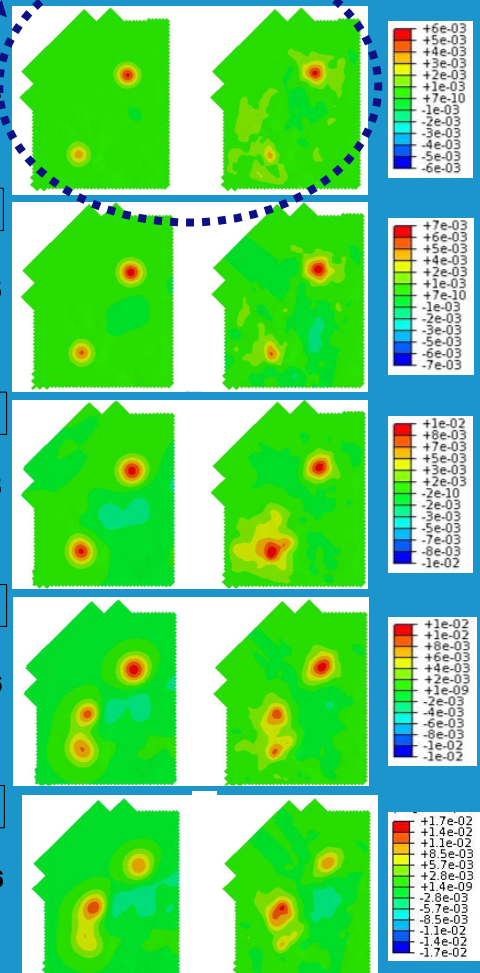 +6e-03
+5e-03
+4e-03
+3e-03
+2e-03
+1e-03
+7e-10
-1e-03
-2e-03
-3e-03
-4e-03
-5e-03
-6e-03
+7e-03
+6e-03
+5e-03
+4e-03
+2e-03
+1e-03
+7e-10
-1e-03
-2e-03
-3e-03
-5e-03
-6e-03
-7e-03
+1e-02
+8e-03
+7e-03
+5e-03
+3e-03
+2e-03
-2e-10
-2e-03
-3e-03
-5e-03
-7e-03
-8e-03
-1e-02
+1e-02
+1e-02
+8e-03
+6e-03
+4e-03
+2e-03
+1e-09
-2e-03
-4e-03
-6e-03
-8e-03
-1e-02
-1e-02
+1.7e-02
+1.4e-02
+1.1e-02
+8.5e-03
+5.7e-03
+2.8e-03
+1.4e-09
-2.8e-03
-5.7e-03
-8.5e-03
-1.1e-02
-1.4e-02
-1.7e-02